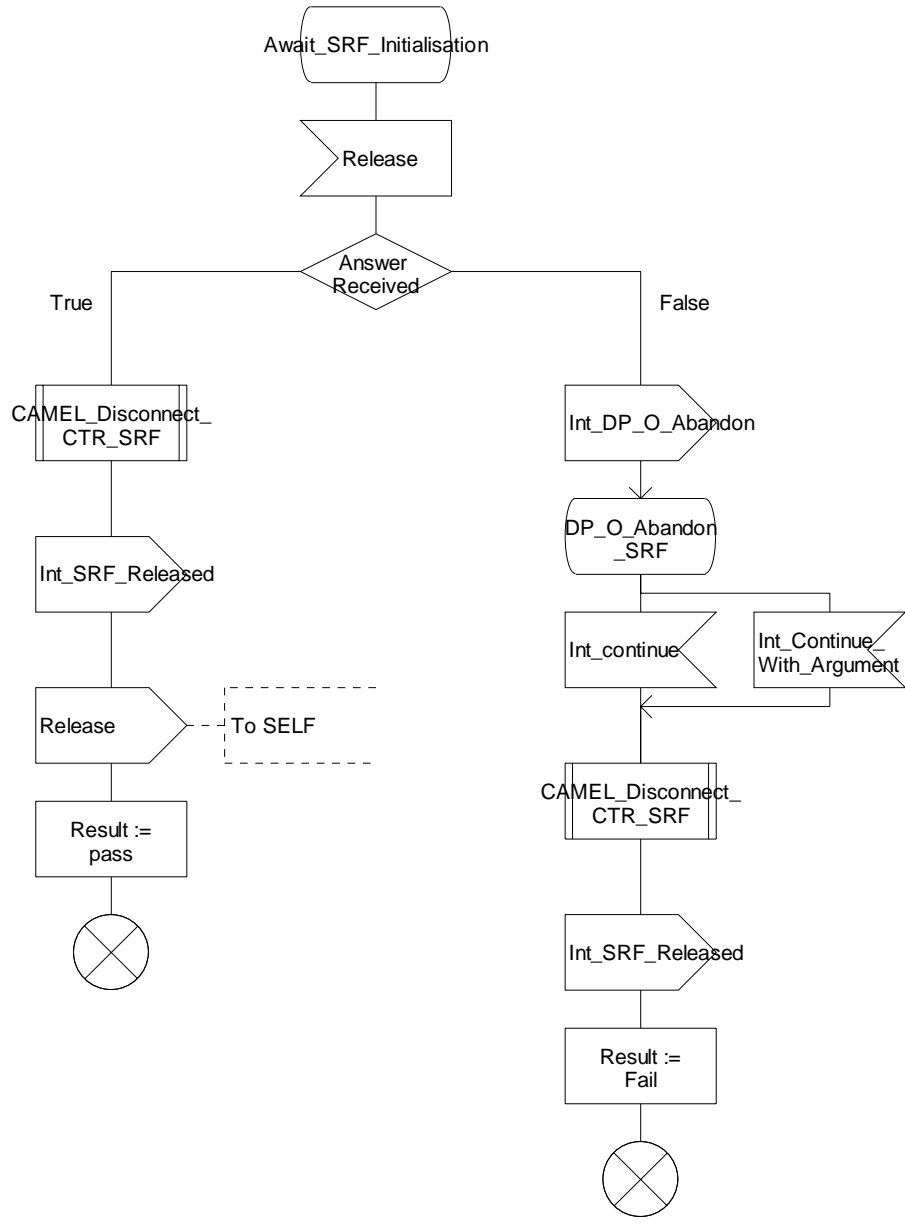 Await_SRF_Initialisation
Release
Answer
Received
True
False
CAMEL_Disconnect_
CTR_SRF
Int_SRF_Released
Release
To SELF
Result :=
pass
Int_DP_O_Abandon
DP_O_Abandon
_SRF
Int_continue
Int_Continue_
With_Argument
CAMEL_Disconnect_
CTR_SRF
Int_SRF_Released
Result :=
Fail